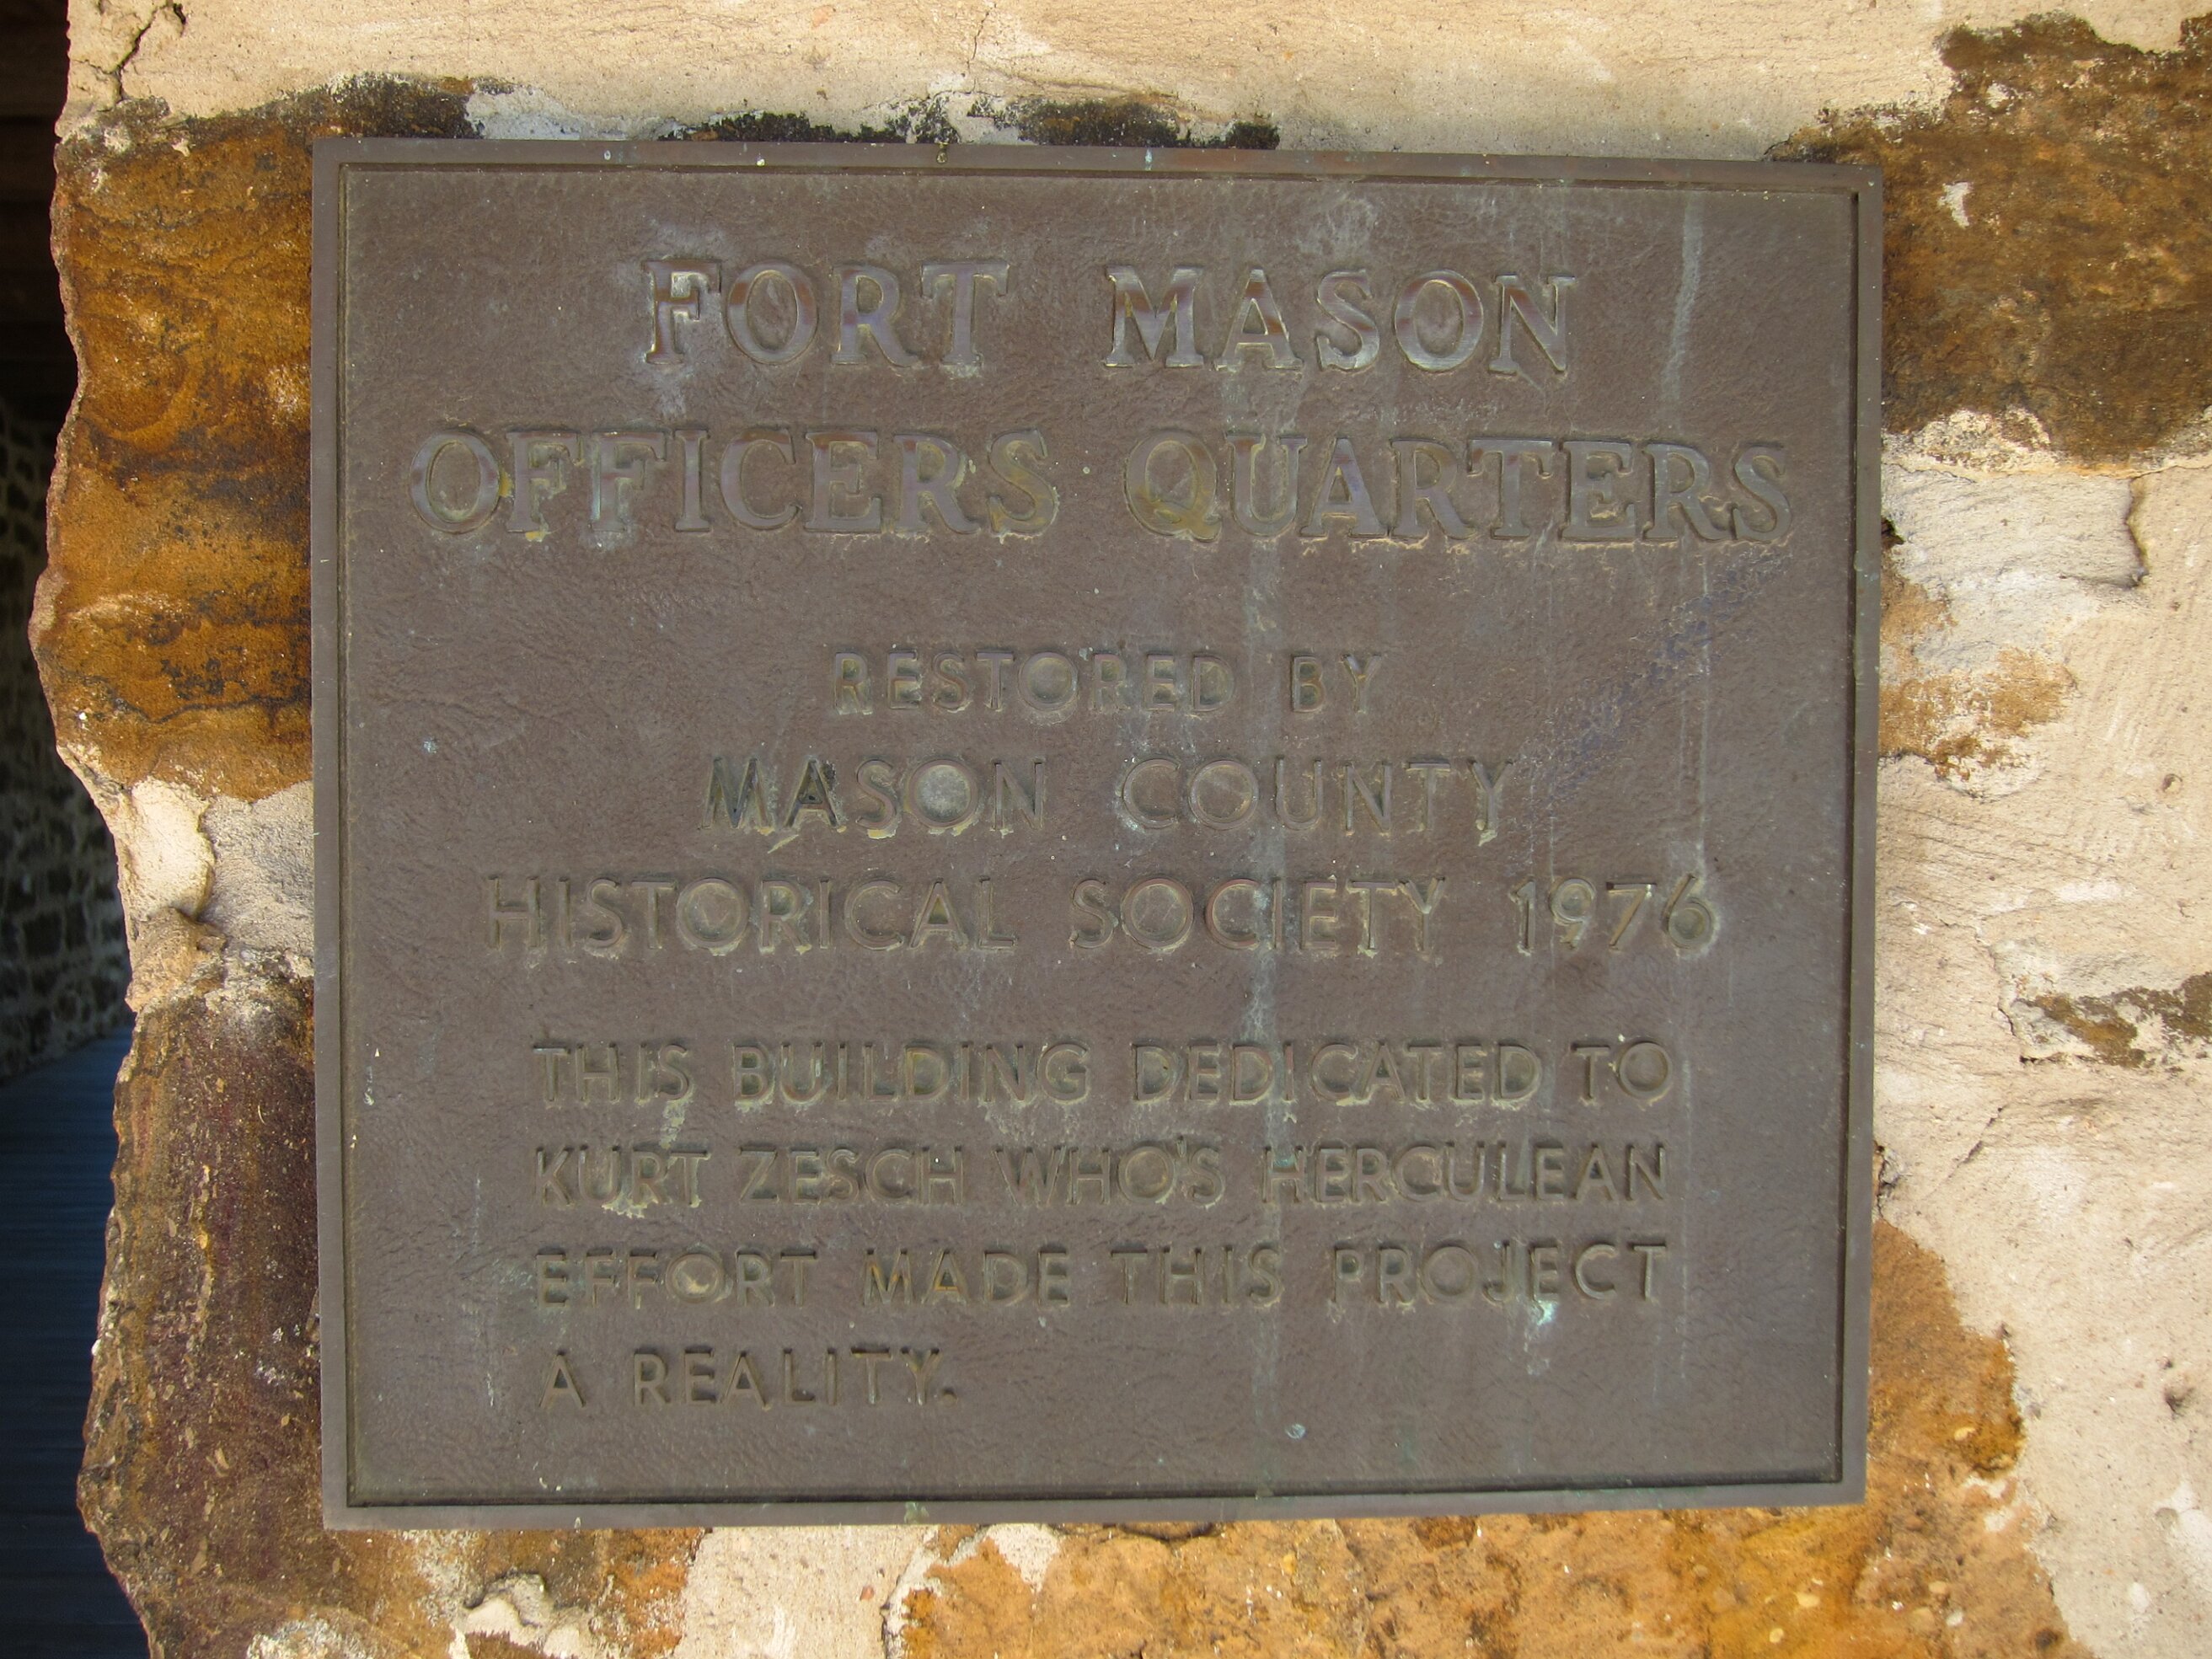 FORT MASON
OFFICERS QUARTERS
RESTORED BY
MASON COUNTY
HISTORICAL SOCIETY 1976
THIS BUILDING DEDICATED TO
KURT ZESCH WHO'S HERCULEAN
EFFORT MADE THIS PROJECT
A REALITY.